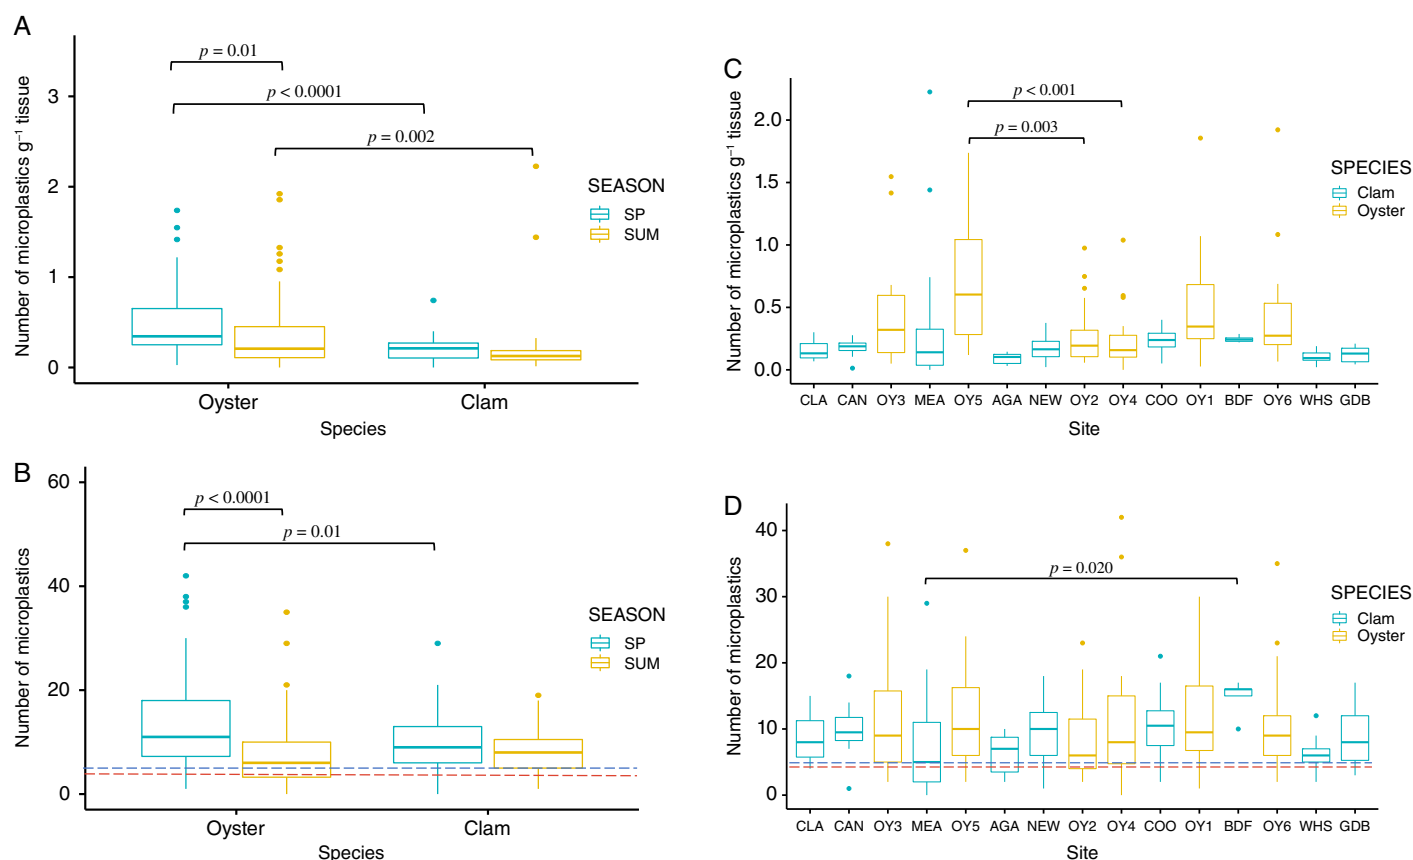 A
Number of microplastics g⁻¹ tissue
3
2
1
0
p = 0.01
p < 0.0001
p = 0.002
SEASON
SP
SUM
Oyster Clam
Species
B
Number of microplastics
60
40
20
0
p < 0.0001
p = 0.01
SEASON
SP
SUM
Oyster Clam
Species
C
Number of microplastics g⁻¹ tissue
2.0
1.5
1.0
0.5
0.0
p < 0.001
p = 0.003
SPECIES
Clam
Oyster
CLA CAN OY3 MEA OY5 AGA NEW OY2 OY4 COO OY1 BDF OY6 WHS GDB
Site
D
Number of microplastics
40
30
20
10
0
p = 0.020
SPECIES
Clam
Oyster
CLA CAN OY3 MEA OY5 AGA NEW OY2 OY4 COO OY1 BDF OY6 WHS GDB
Site